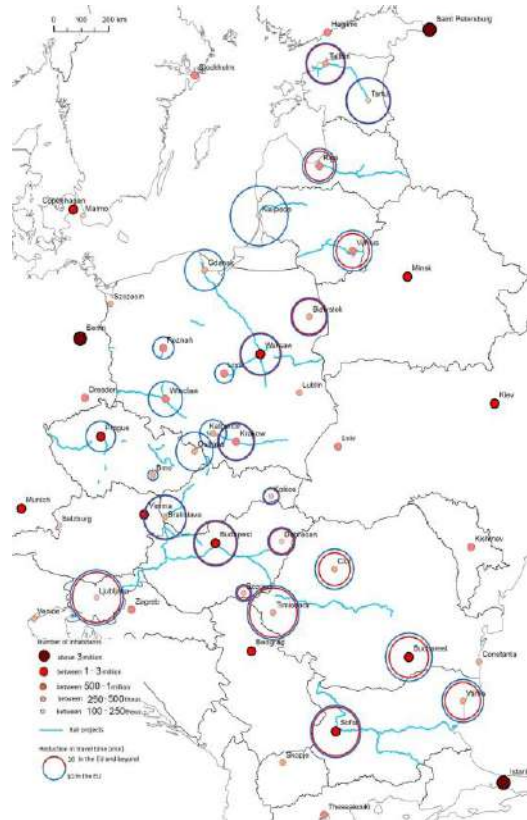 0 100 200 km
Helsinki
Saint Petersburg
Tallinn
Stockholm
Tartu
Riga
Copenhagen
Malmo
Klaipeda
Vilnius
Gdansk
Minsk
Szczecin
Bialystok
Berlin
Poznan
Warsaw
Lodz
Dresden
Wroclaw
Lublin
Kiev
Katowice
Prague
Krakow
Ostrava
Lviv
Brno
Kosice
Munich
Vienna
Salzburg
Bratislava
Budapest
Debrecen
Kishinev
Cluj
Ljubljana
Szeged
Zagreb
Timisoara
Venice
Number of inhabitants
Belgrad
Bucharest
Constanta
above 3 million
between 1 - 3 million
between 500 - 1 million
Varna
between 250 - 500 thous
between 100 - 250 thous
Rail projects
Sofia
Reduction in travel time (min)
in the EU and beyond
Skopje
in the EU
Istanbul
Thessaloniki